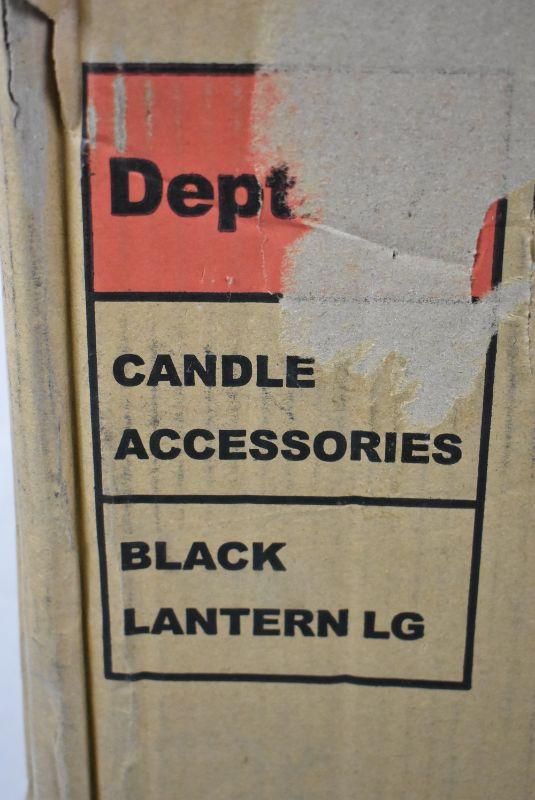 Dept
CANDLE
ACCESSORIES
BLACK
LANTERN LG